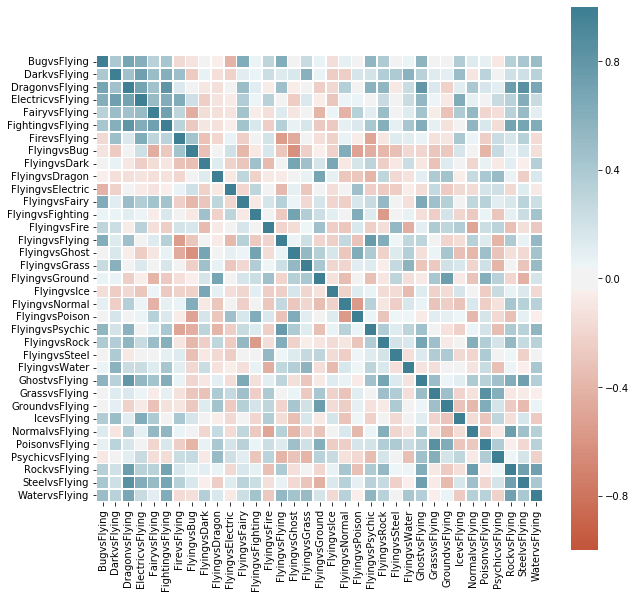 BugvsFlying
DarkvsFlying
DragonvsFlying
ElectricvsFlying
FairyvsFlying
FightingvsFlying
FirevsFlying
FlyingvsBug
FlyingvsDark
FlyingvsDragon
FlyingvsElectric
FlyingvsFairy
FlyingvsFighting
FlyingvsFire
FlyingvsFlying
FlyingvsGhost
FlyingvsGrass
FlyingvsGround
FlyingvsIce
FlyingvsNormal
FlyingvsPoison
FlyingvsPsychic
FlyingvsRock
FlyingvsSteel
FlyingvsWater
GhostvsFlying
GrassvsFlying
GroundvsFlying
IcevsFlying
NormalvsFlying
PoisonvsFlying
PsychicvsFlying
RockvsFlying
SteelvsFlying
WatervsFlying
BugvsFlying
DarkvsFlying
DragonvsFlying
ElectricvsFlying
FairyvsFlying
FightingvsFlying
FirevsFlying
FlyingvsBug
FlyingvsDark
FlyingvsDragon
FlyingvsElectric
FlyingvsFairy
FlyingvsFighting
FlyingvsFire
FlyingvsFlying
FlyingvsGhost
FlyingvsGrass
FlyingvsGround
FlyingvsIce
FlyingvsNormal
FlyingvsPoison
FlyingvsPsychic
FlyingvsRock
FlyingvsSteel
FlyingvsWater
GhostvsFlying
GrassvsFlying
GroundvsFlying
IcevsFlying
NormalvsFlying
PoisonvsFlying
PsychicvsFlying
RockvsFlying
SteelvsFlying
WatervsFlying
0.8
0.4
0.0
−0.4
−0.8